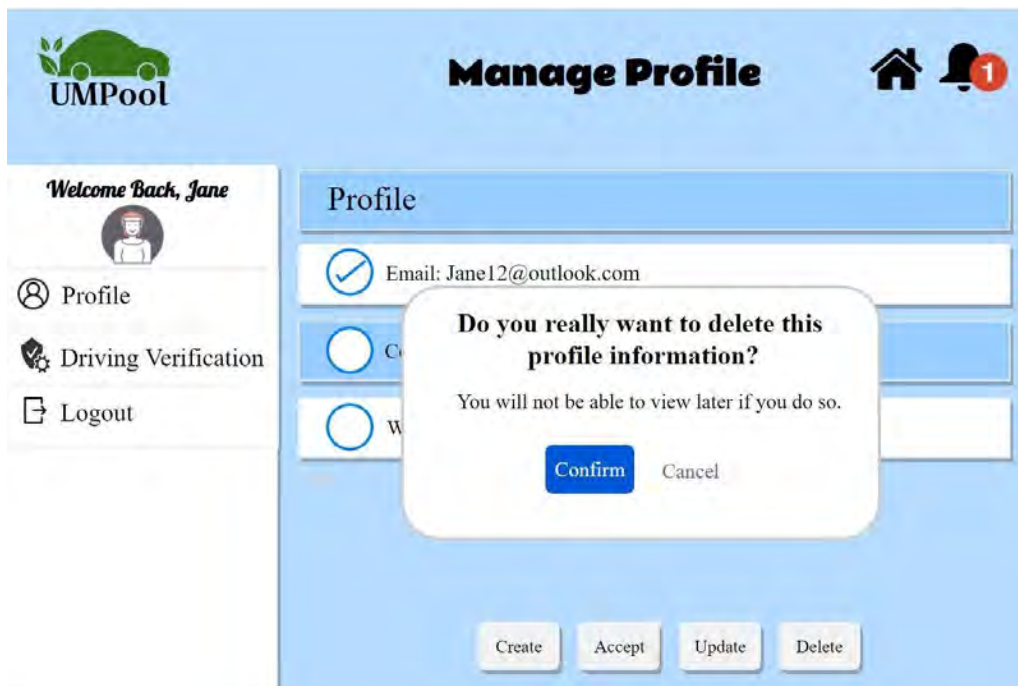 UMPool
Manage Profile
1
Welcome Back, Jane
Profile
Driving Verification
Logout
Profile
Email: Jane12@outlook.com
Do you really want to delete this
profile information?
You will not be able to view later if you do so.
Confirm
Cancel
Create
Accept
Update
Delete